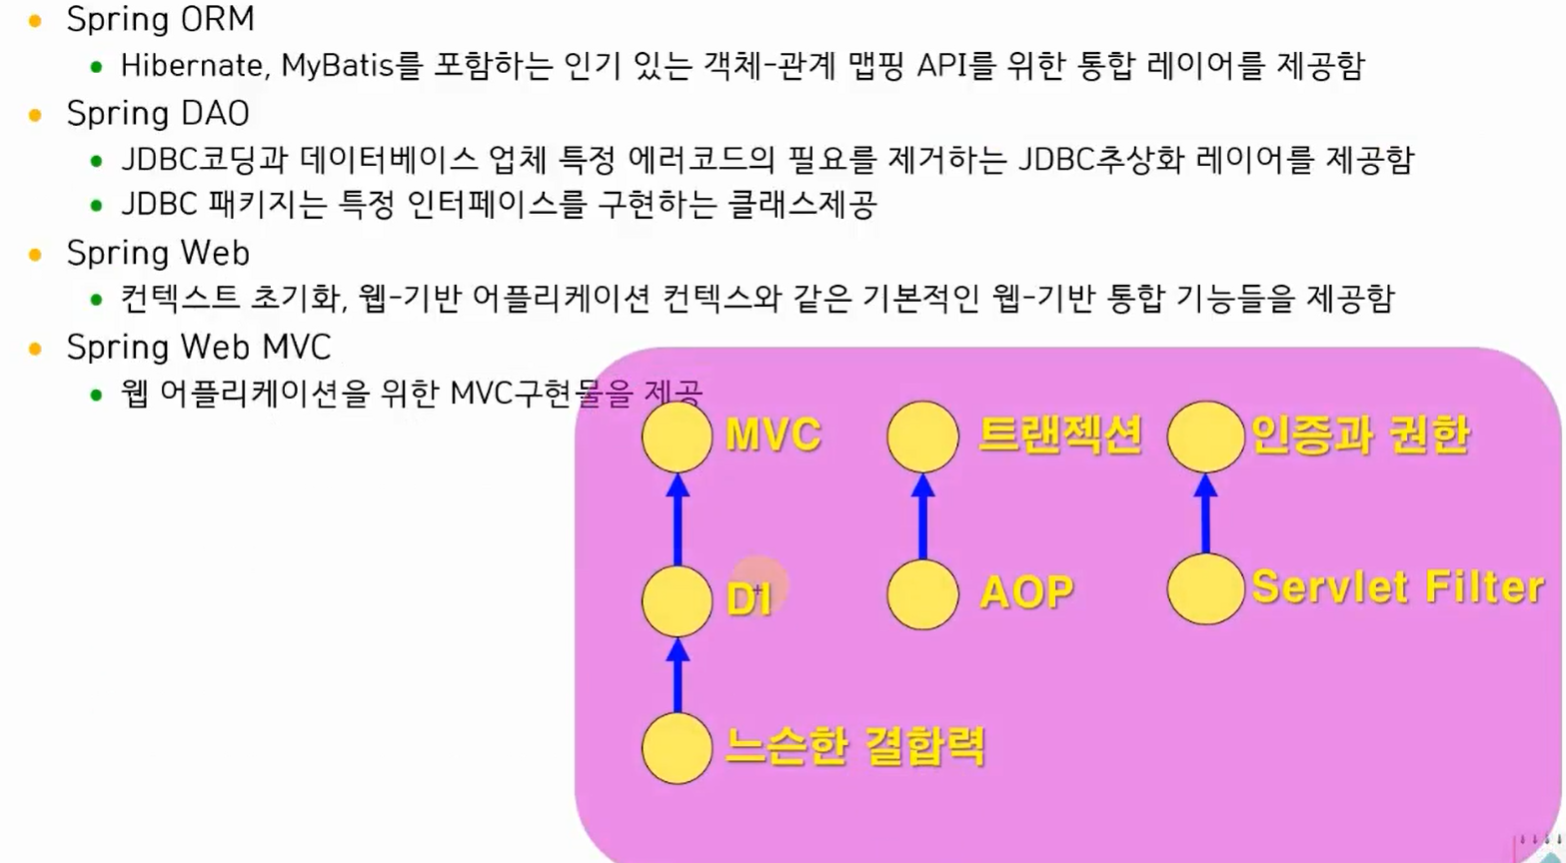 Spring ORM
Hibernate, MyBatis를 포함하는 인기 있는 객체-관계 맵핑 API를 위한 통합 레이어를 제공함
Spring DAO
JDBC코딩과 데이터베이스 업체 특정 에러코드의 필요를 제거하는 JDBC추상화 레이어를 제공함
JDBC 패키지는 특정 인터페이스를 구현하는 클래스제공
Spring Web
컨텍스트 초기화, 웹-기반 어플리케이션 컨텍스와 같은 기본적인 웹-기반 통합 기능들을 제공함
Spring Web MVC
웹 어플리케이션을 위한 MVC구현물을 제공
MVC 트랜젝션 인증과 권한
DI AOP Servlet Filter
느슨한 결합력